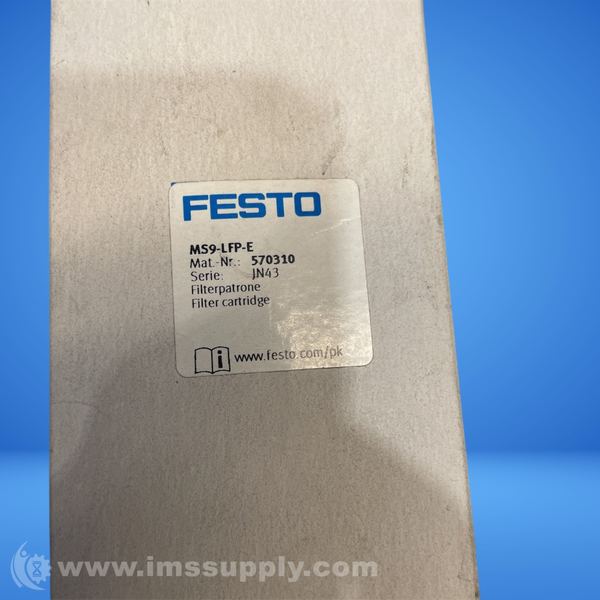 FESTO
MS9-LFP-E
Mat.-Nr.: 570310
Serie: JN43
Filterpatrone
Filter cartridge
i www.festo.com/pk
www.imssupply.com